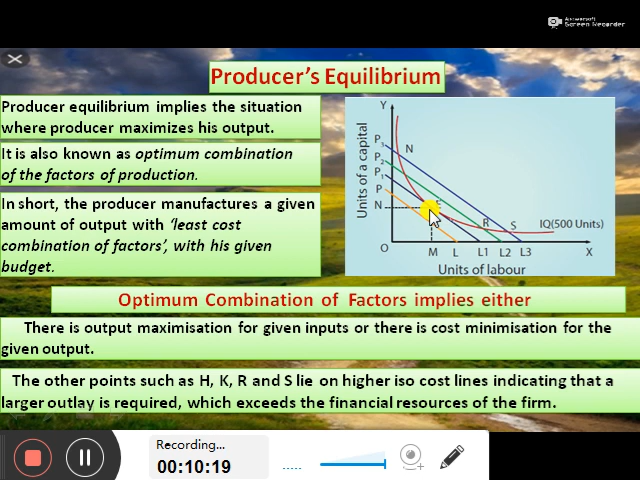 Screen Recorder
Producer's Equilibrium
Producer equilibrium implies the situation
where producer maximizes his output.
It is also known as optimum combination
of the factors of production.
In short, the producer manufactures a given
amount of output with ‘least cost
combination of factors’, with his given
budget.
Y
Units of a capital
P3
P2
P1
P
N
N
R
S
IQ(500 Units)
O
M
L
L1
L2
L3
X
Units of labour
Optimum Combination of Factors implies either
There is output maximisation for given inputs or there is cost minimisation for the
given output.
The other points such as H, K, R and S lie on higher iso cost lines indicating that a
larger outlay is required, which exceeds the financial resources of the firm.
Recording...
00:10:19